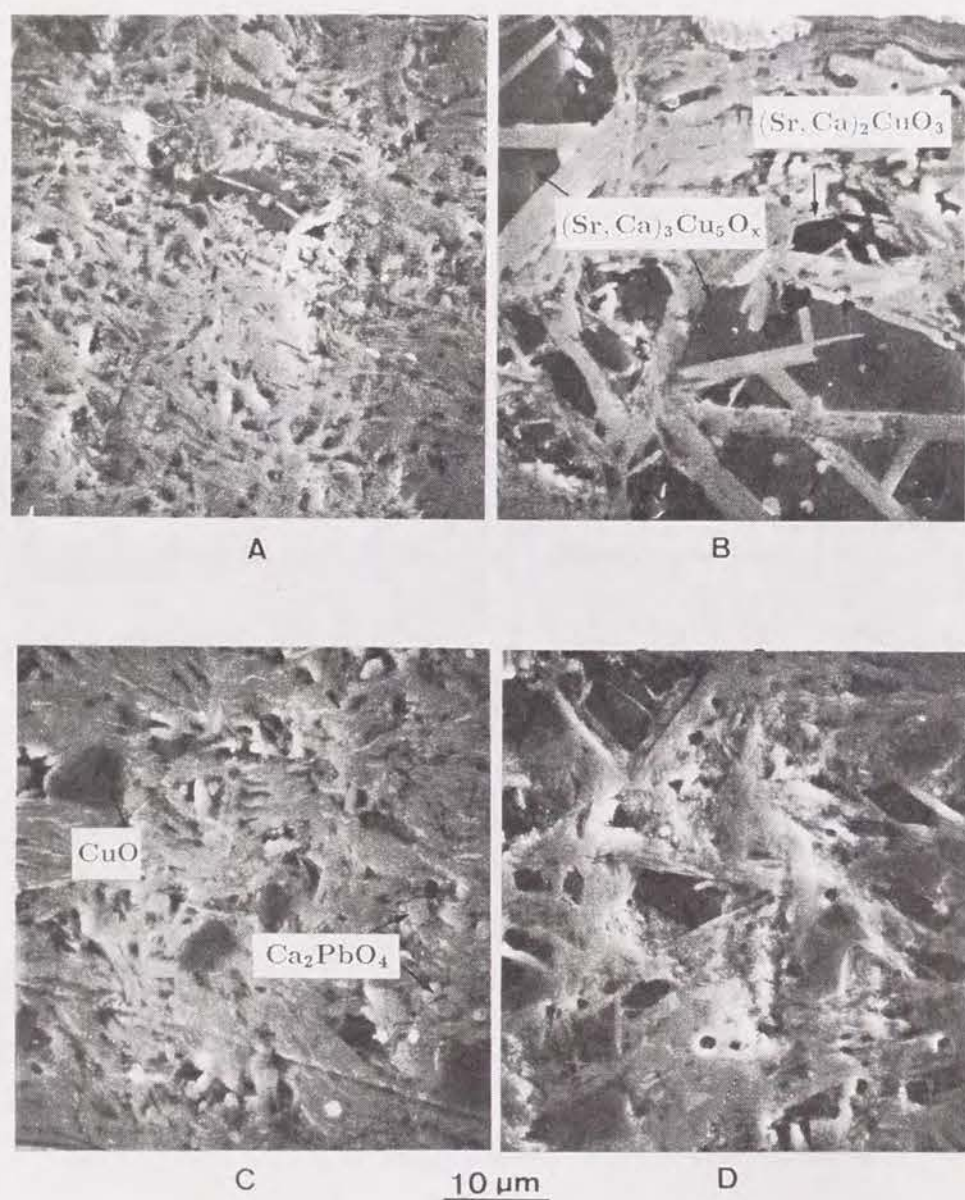 (Sr, Ca)₂CuO₃
(Sr, Ca)₃Cu₅Oₓ
A
B
CuO
Ca₂PbO₄
C
D
10 μm